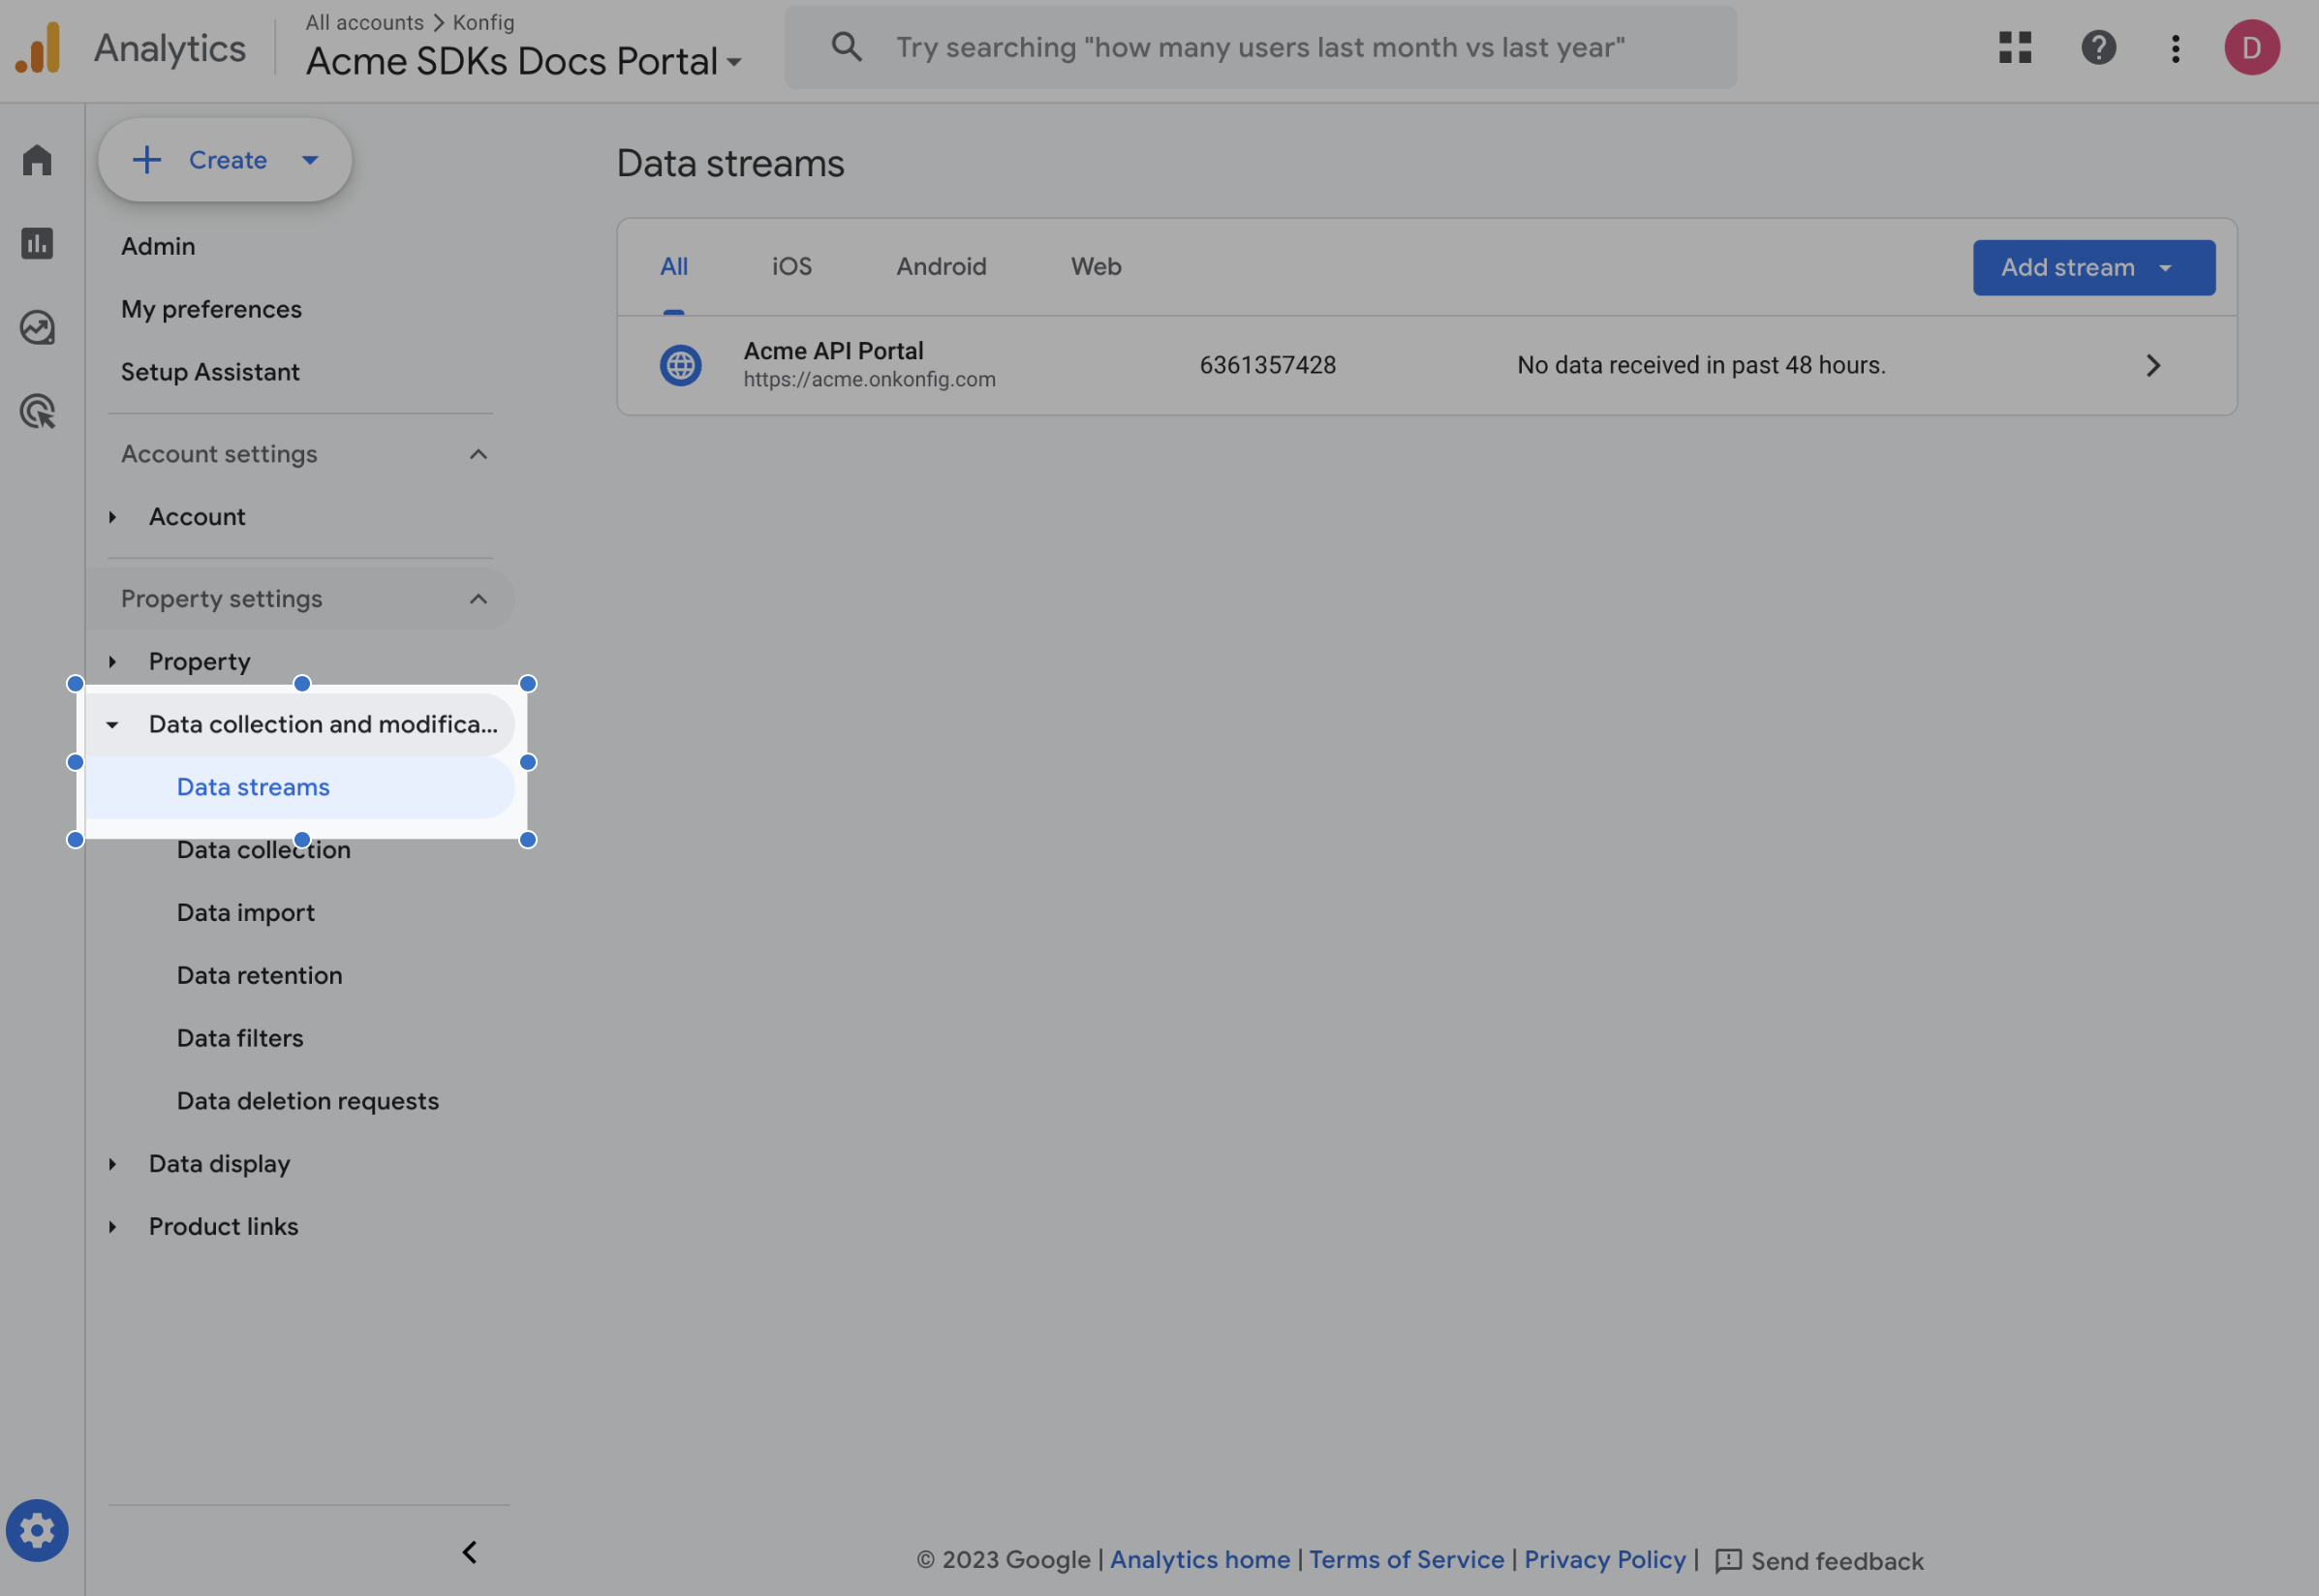 Analytics
All accounts > Konfig
Acme SDKs Docs Portal
Try searching "how many users last month vs last year"
D
Create
Admin
My preferences
Setup Assistant
Account settings
Account
Property settings
Property
Data collection and modifica...
Data streams
Data collection
Data import
Data retention
Data filters
Data deletion requests
Data display
Product links
Data streams
All iOS Android Web
Add stream
Acme API Portal
https://acme.onkonfig.com
6361357428
No data received in past 48 hours.
© 2023 Google | Analytics home | Terms of Service | Privacy Policy | Send feedback